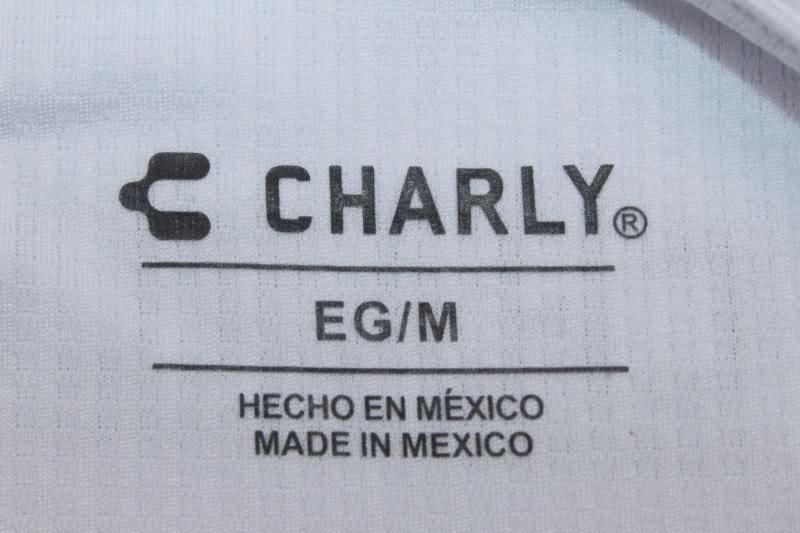 CHARLY®
EG/M
HECHO EN MÉXICO
MADE IN MEXICO